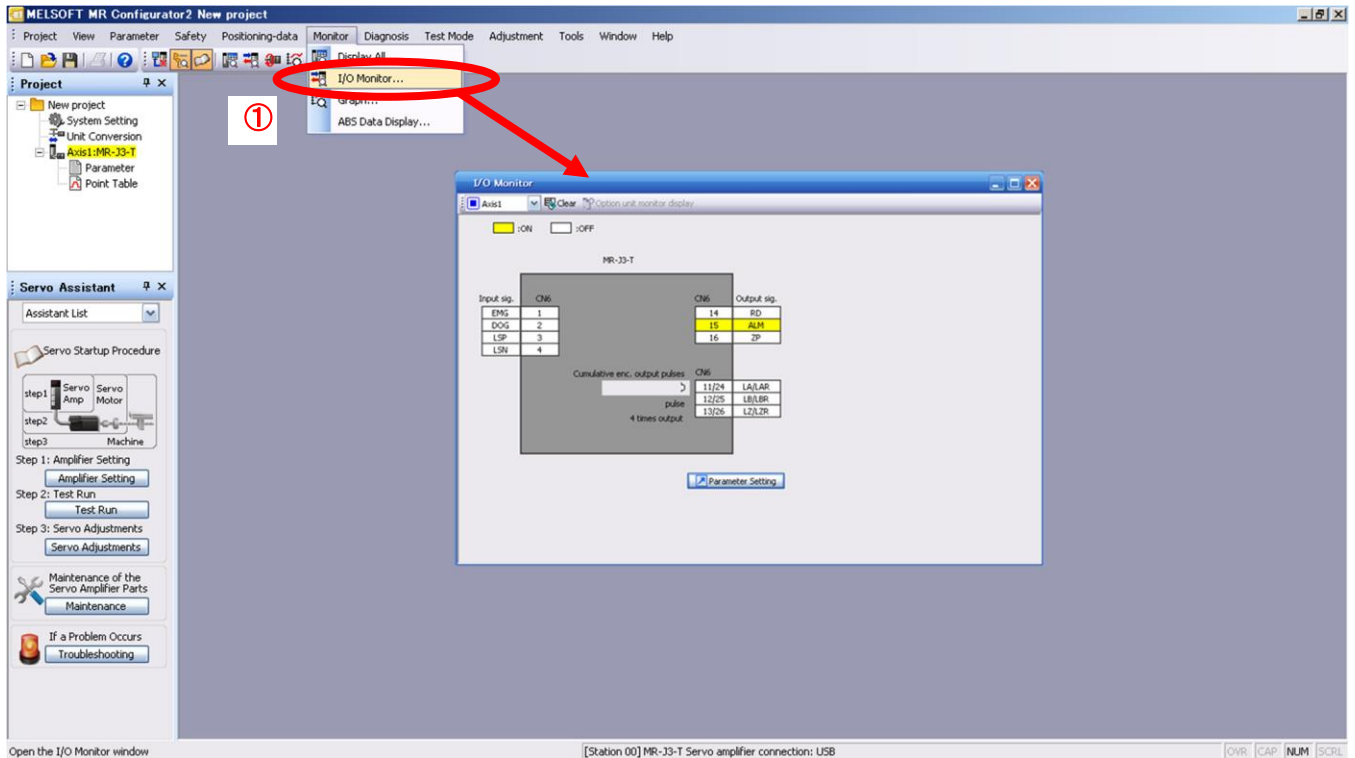 MELSOFT MR Configurator2 New project
Project View Parameter Safety Positioning-data Monitor Diagnosis Test Mode Adjustment Tools Window Help
Display All
I/O Monitor...
Graph...
ABS Data Display...
①
Project
New project
System Setting
Unit Conversion
Axis1:MR-J3-T
Parameter
Point Table
Servo Assistant
Assistant List
Servo Startup Procedure
step1 Servo Amp Servo Motor
step2
step3 Machine
Step 1: Amplifier Setting
Amplifier Setting
Step 2: Test Run
Test Run
Step 3: Servo Adjustments
Servo Adjustments
Maintenance of the
Servo Amplifier Parts
Maintenance
If a Problem Occurs
Troubleshooting
I/O Monitor
Axis1 Clear Option unit monitor display
:ON :OFF
MR-J3-T
Input sig. CN6 CN6 Output sig.
EMG 1 14 RD
DOG 2 15 ALM
LSP 3 16 ZP
LSN 4
Cumulative enc. output pulses CN6
11/24 LA/LAR
pulse 12/25 LB/LBR
4 times output 13/26 LZ/LZR
Parameter Setting
Open the I/O Monitor window [Station 00] MR-J3-T Servo amplifier connection: USB OVR CAP NUM SCRL